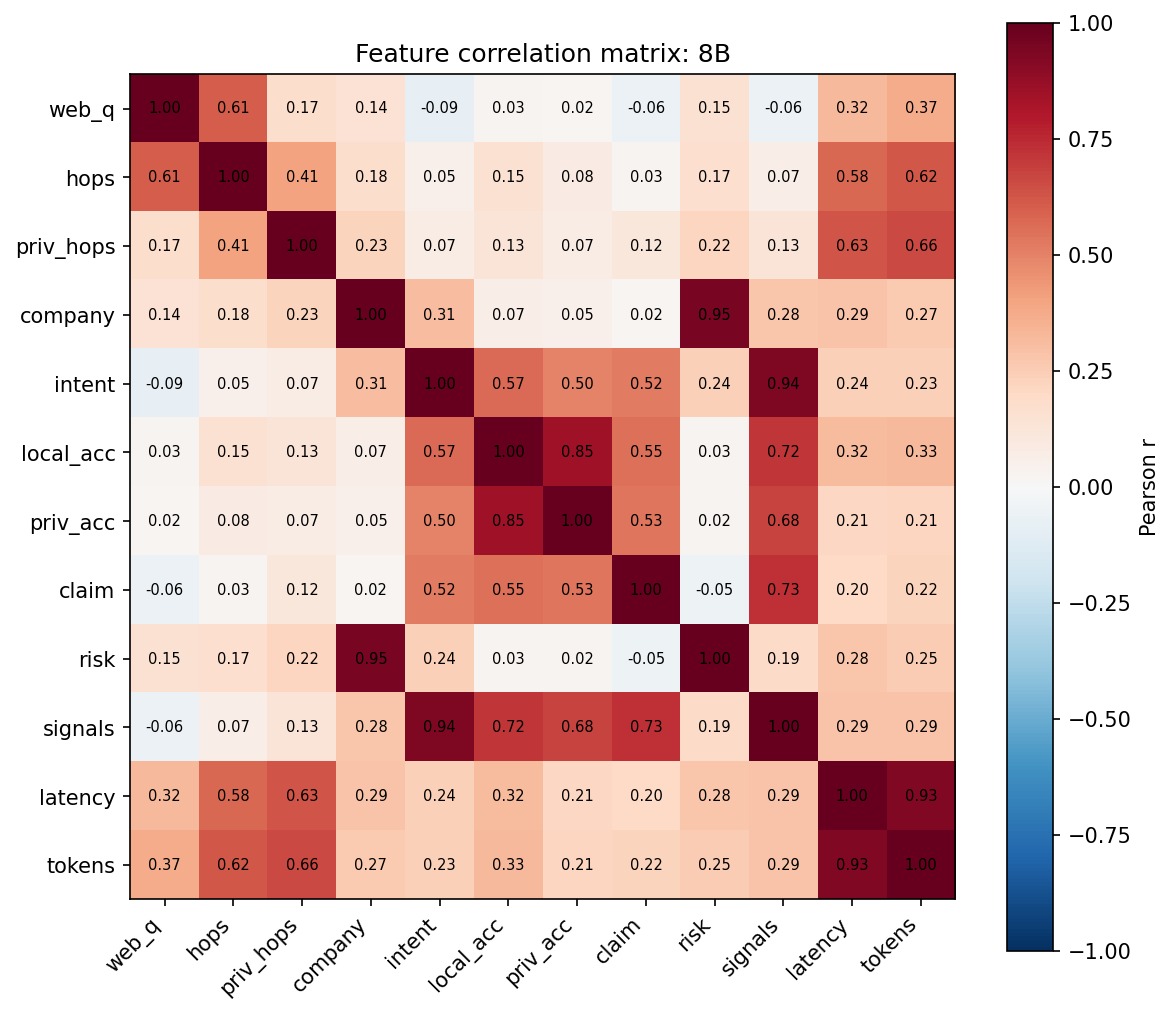 Feature correlation matrix: 8B
web_q 1.00 0.61 0.17 0.14 -0.09 0.03 0.02 -0.06 0.15 -0.06 0.32 0.37
hops 0.61 1.00 0.41 0.18 0.05 0.15 0.08 0.03 0.17 0.07 0.58 0.62
priv_hops 0.17 0.41 1.00 0.23 0.07 0.13 0.07 0.12 0.22 0.13 0.63 0.66
company 0.14 0.18 0.23 1.00 0.31 0.07 0.05 0.02 0.95 0.28 0.29 0.27
intent -0.09 0.05 0.07 0.31 1.00 0.57 0.50 0.52 0.24 0.94 0.24 0.23
local_acc 0.03 0.15 0.13 0.07 0.57 1.00 0.85 0.55 0.03 0.72 0.32 0.33
priv_acc 0.02 0.08 0.07 0.05 0.50 0.85 1.00 0.53 0.02 0.68 0.21 0.21
claim -0.06 0.03 0.12 0.02 0.52 0.55 0.53 1.00 -0.05 0.73 0.20 0.22
risk 0.15 0.17 0.22 0.95 0.24 0.03 0.02 -0.05 1.00 0.19 0.28 0.25
signals -0.06 0.07 0.13 0.28 0.94 0.72 0.68 0.73 0.19 1.00 0.29 0.29
latency 0.32 0.58 0.63 0.29 0.24 0.32 0.21 0.20 0.28 0.29 1.00 0.93
tokens 0.37 0.62 0.66 0.27 0.23 0.33 0.21 0.22 0.25 0.29 0.93 1.00
web_q hops priv_hops company intent local_acc priv_acc claim risk signals latency tokens
1.00
0.75
0.50
0.25
0.00
−0.25
−0.50
−0.75
−1.00
Pearson r